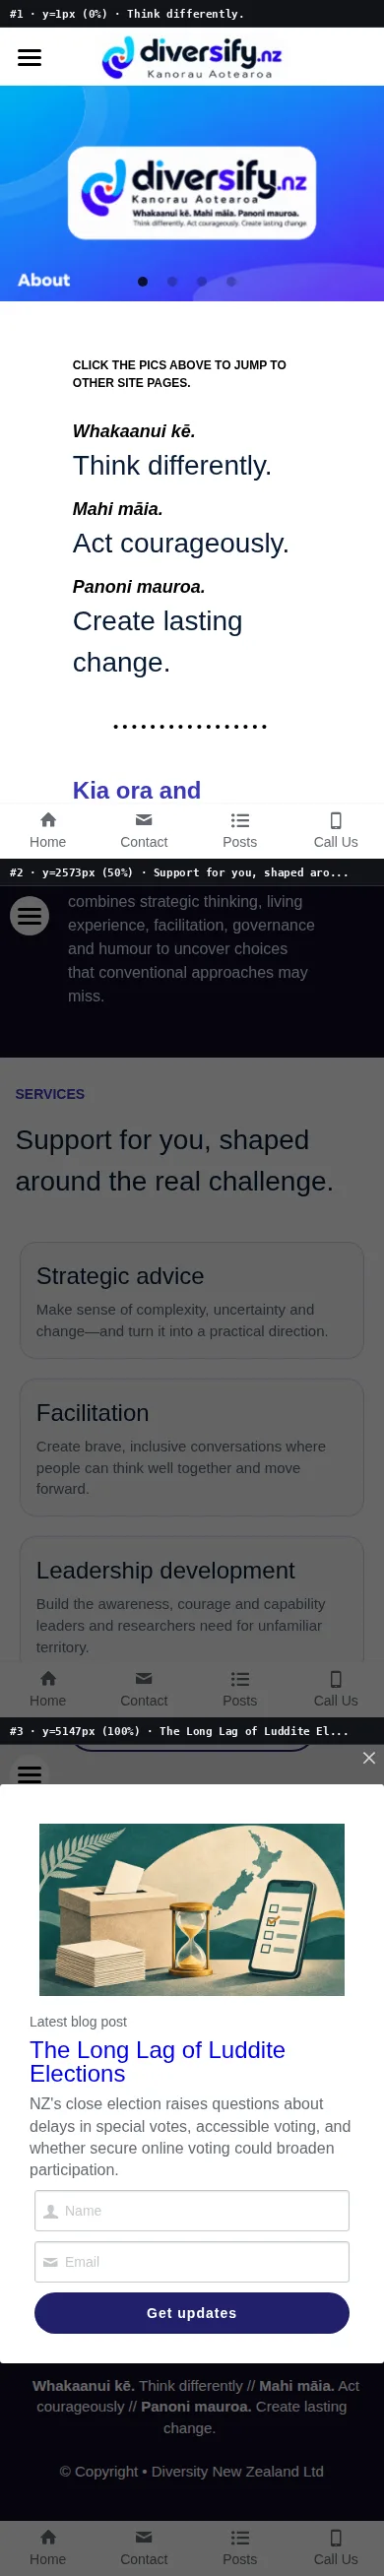 #1 · y=1px (0%) · Think differently.
diversify.nz
Kanorau Aotearoa
diversify.nz
Kanorau Aotearoa
Whakaanui kē. Mahi māia. Panoni mauroa.
Think differently. Act courageously. Create lasting change
About
CLICK THE PICS ABOVE TO JUMP TO
OTHER SITE PAGES.
Whakaanui kē.
Think differently.
Mahi māia.
Act courageously.
Panoni mauroa.
Create lasting
change.
Kia ora and
Home Contact Posts Call Us
#2 · y=2573px (50%) · Support for you, shaped aro...
combines strategic thinking, living
experience, facilitation, governance
and humour to uncover choices
that conventional approaches may
miss.
SERVICES
Support for you, shaped
around the real challenge.
Strategic advice
Make sense of complexity, uncertainty and
change—and turn it into a practical direction.
Facilitation
Create brave, inclusive conversations where
people can think well together and move
forward.
Leadership development
Build the awareness, courage and capability
leaders and researchers need for unfamiliar
territory.
Home Contact Posts Call Us
#3 · y=5147px (100%) · The Long Lag of Luddite El...
Latest blog post
The Long Lag of Luddite
Elections
NZ's close election raises questions about
delays in special votes, accessible voting, and
whether secure online voting could broaden
participation.
Name
Email
Get updates
Whakaanui kē. Think differently // Mahi māia. Act
courageously // Panoni mauroa. Create lasting
change.
© Copyright • Diversity New Zealand Ltd
Home Contact Posts Call Us